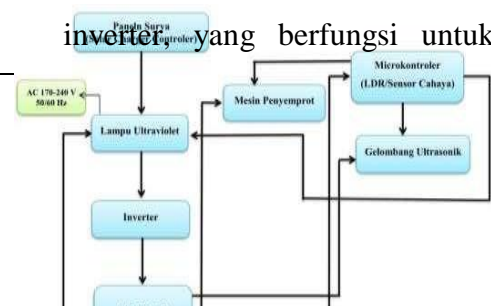 inverter, yang berfungsi untuk
Paneln Surya
Microkontroler
(LDR/Sensor Cahaya)
AC 170-240 V
50/60 Hz
Mesin Penyemprot
Lampu Ultraviolet
Gelombang Ultrasonik
Inverter